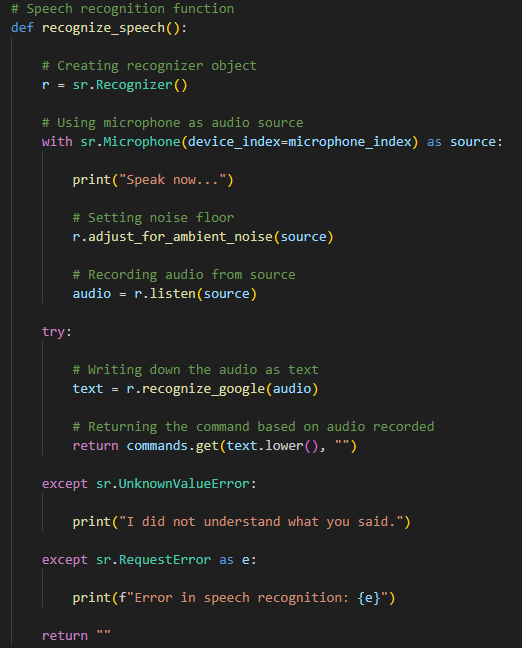 # Speech recognition function
def recognize_speech():
# Creating recognizer object
r = sr.Recognizer()
# Using microphone as audio source
with sr.Microphone(device_index=microphone_index) as source:
print("Speak now...")
# Setting noise floor
r.adjust_for_ambient_noise(source)
# Recording audio from source
audio = r.listen(source)
try:
# Writing down the audio as text
text = r.recognize_google(audio)
# Returning the command based on audio recorded
return commands.get(text.lower(), "")
except sr.UnknownValueError:
print("I did not understand what you said.")
except sr.RequestError as e:
print(f"Error in speech recognition: {e}")
return ""